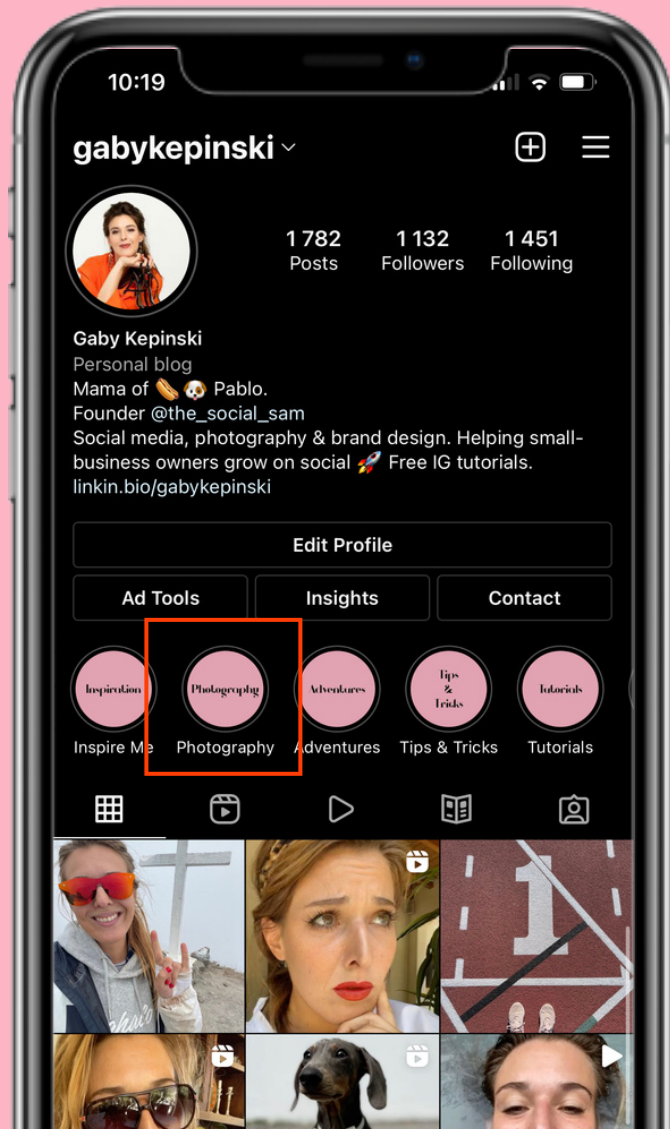 10:19
gabykepinski
1 782 1 132 1 451
Posts Followers Following
Gaby Kepinski
Personal blog
Mama of 🌭🐶 Pablo.
Founder @the_social_sam
Social media, photography & brand design. Helping small-
business owners grow on social 🚀 Free IG tutorials.
linkin.bio/gabykepinski
Edit Profile
Ad Tools Insights Contact
Inspiration Photography Adventures Tips & Tricks Tutorials
Inspire Me Photography Adventures Tips & Tricks Tutorials
1